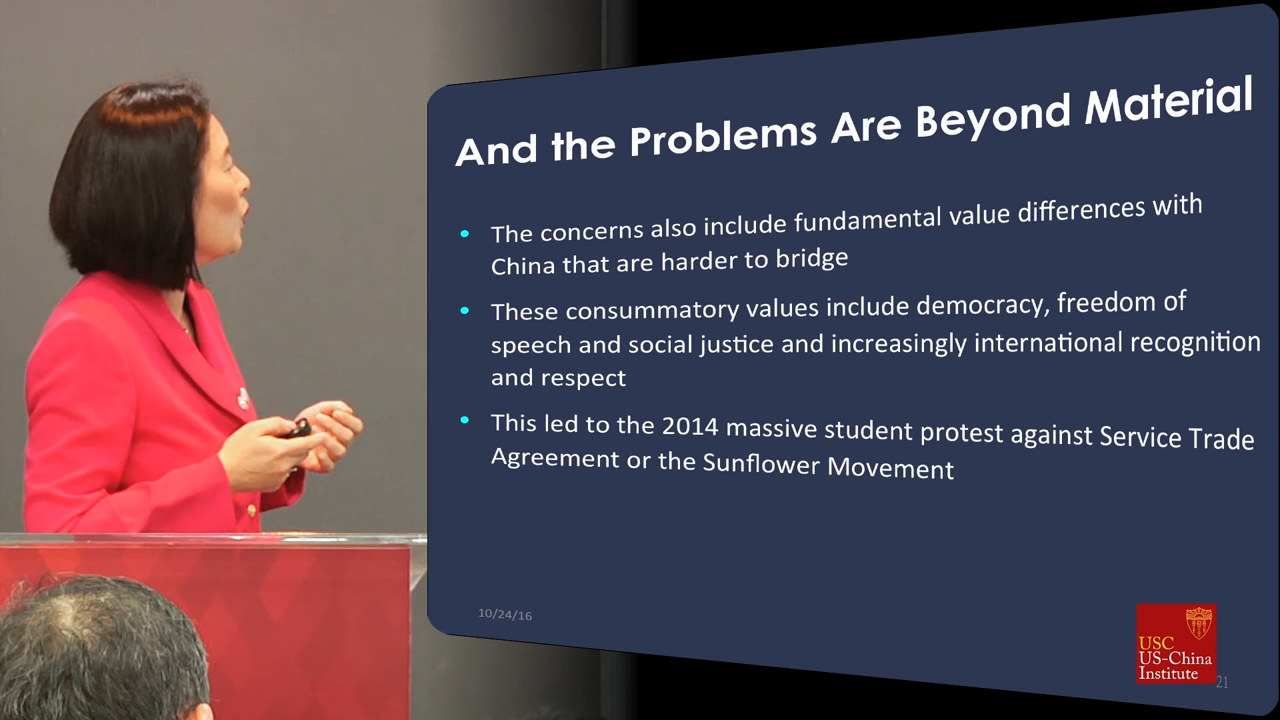 And the Problems Are Beyond Material
• The concerns also include fundamental value differences with
China that are harder to bridge
• These consummatory values include democracy, freedom of
speech and social justice and increasingly international recognition
and respect
• This led to the 2014 massive student protest against Service Trade
Agreement or the Sunflower Movement
10/24/16
USC
US-China
Institute
21